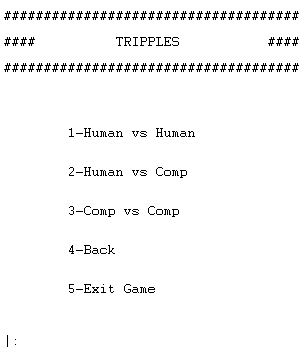 #####################################
####          TRIPPLES           ####
#####################################
1-Human vs Human
2-Human vs Comp
3-Comp vs Comp
4-Back
5-Exit Game
|: